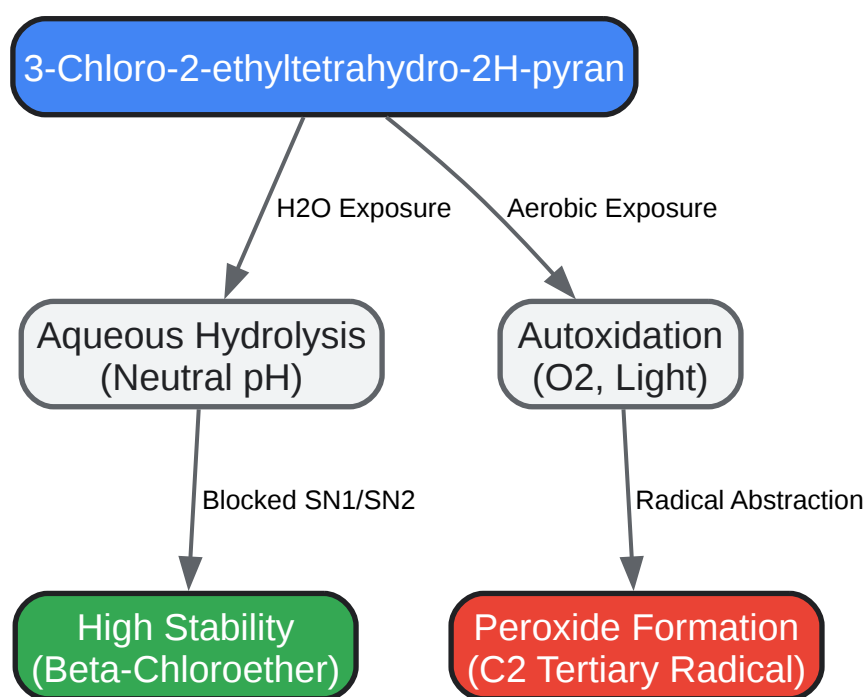 3-Chloro-2-ethyltetrahydro-2H-pyran
H2O Exposure
Aerobic Exposure
Aqueous Hydrolysis
(Neutral pH)
Autoxidation
(O2, Light)
Blocked SN1/SN2
Radical Abstraction
High Stability
(Beta-Chloroether)
Peroxide Formation
(C2 Tertiary Radical)